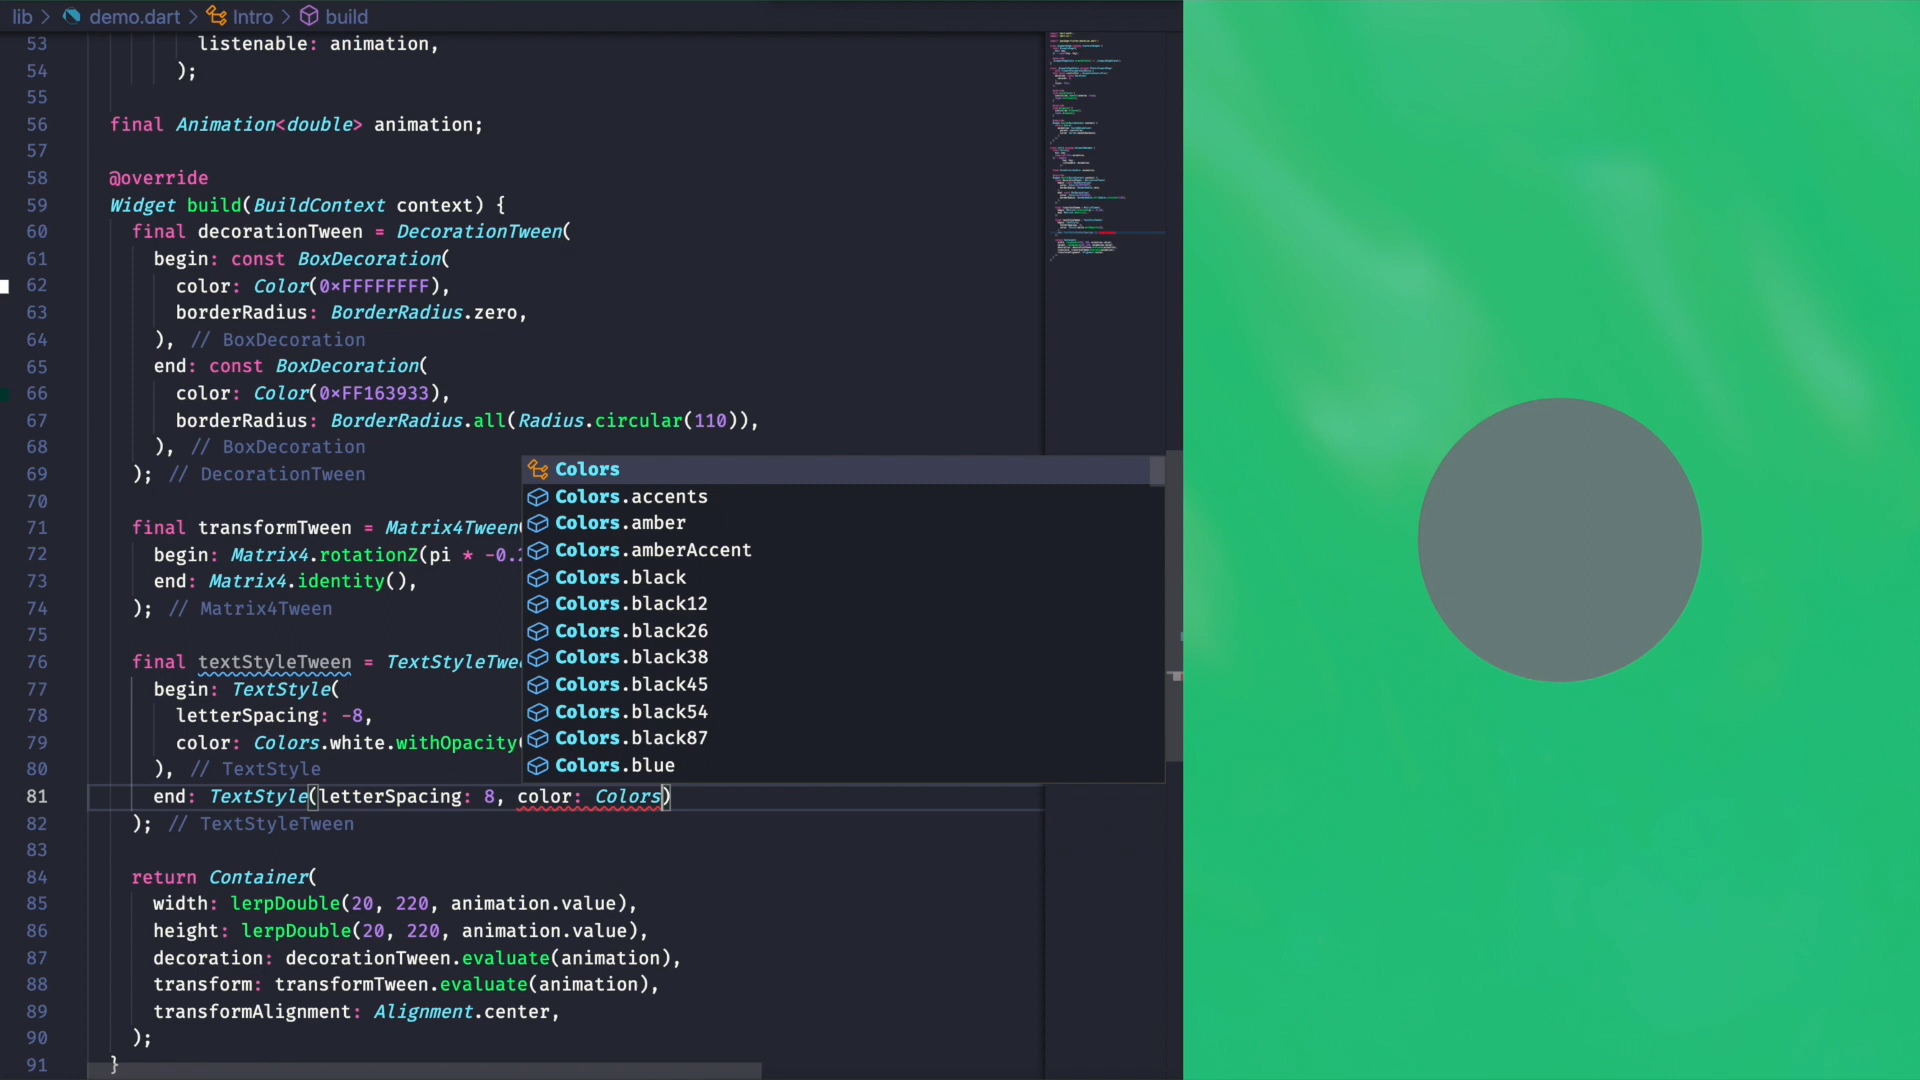 lib > demo.dart > Intro > build
53 listenable: animation,
54 );
55
56 final Animation<double> animation;
57
58 @override
59 Widget build(BuildContext context) {
60 final decorationTween = DecorationTween(
61 begin: const BoxDecoration(
62 color: Color(0×FFFFFFFF),
63 borderRadius: BorderRadius.zero,
64 ), // BoxDecoration
65 end: const BoxDecoration(
66 color: Color(0×FF163933),
67 borderRadius: BorderRadius.all(Radius.circular(110)),
68 ), // BoxDecoration
69 ); // DecorationTween
70
71 final transformTween = Matrix4Tween(
72 begin: Matrix4.rotationZ(pi * -0.
73 end: Matrix4.identity(),
74 ); // Matrix4Tween
75
76 final textStyleTween = TextStyleTwe
77 begin: TextStyle(
78 letterSpacing: -8,
79 color: Colors.white.withOpacity(
80 ), // TextStyle
81 end: TextStyle(letterSpacing: 8, color: Colors)
82 ); // TextStyleTween
83
84 return Container(
85 width: lerpDouble(20, 220, animation.value),
86 height: lerpDouble(20, 220, animation.value),
87 decoration: decorationTween.evaluate(animation),
88 transform: transformTween.evaluate(animation),
89 transformAlignment: Alignment.center,
90 );
91 }
Colors
Colors.accents
Colors.amber
Colors.amberAccent
Colors.black
Colors.black12
Colors.black26
Colors.black38
Colors.black45
Colors.black54
Colors.black87
Colors.blue